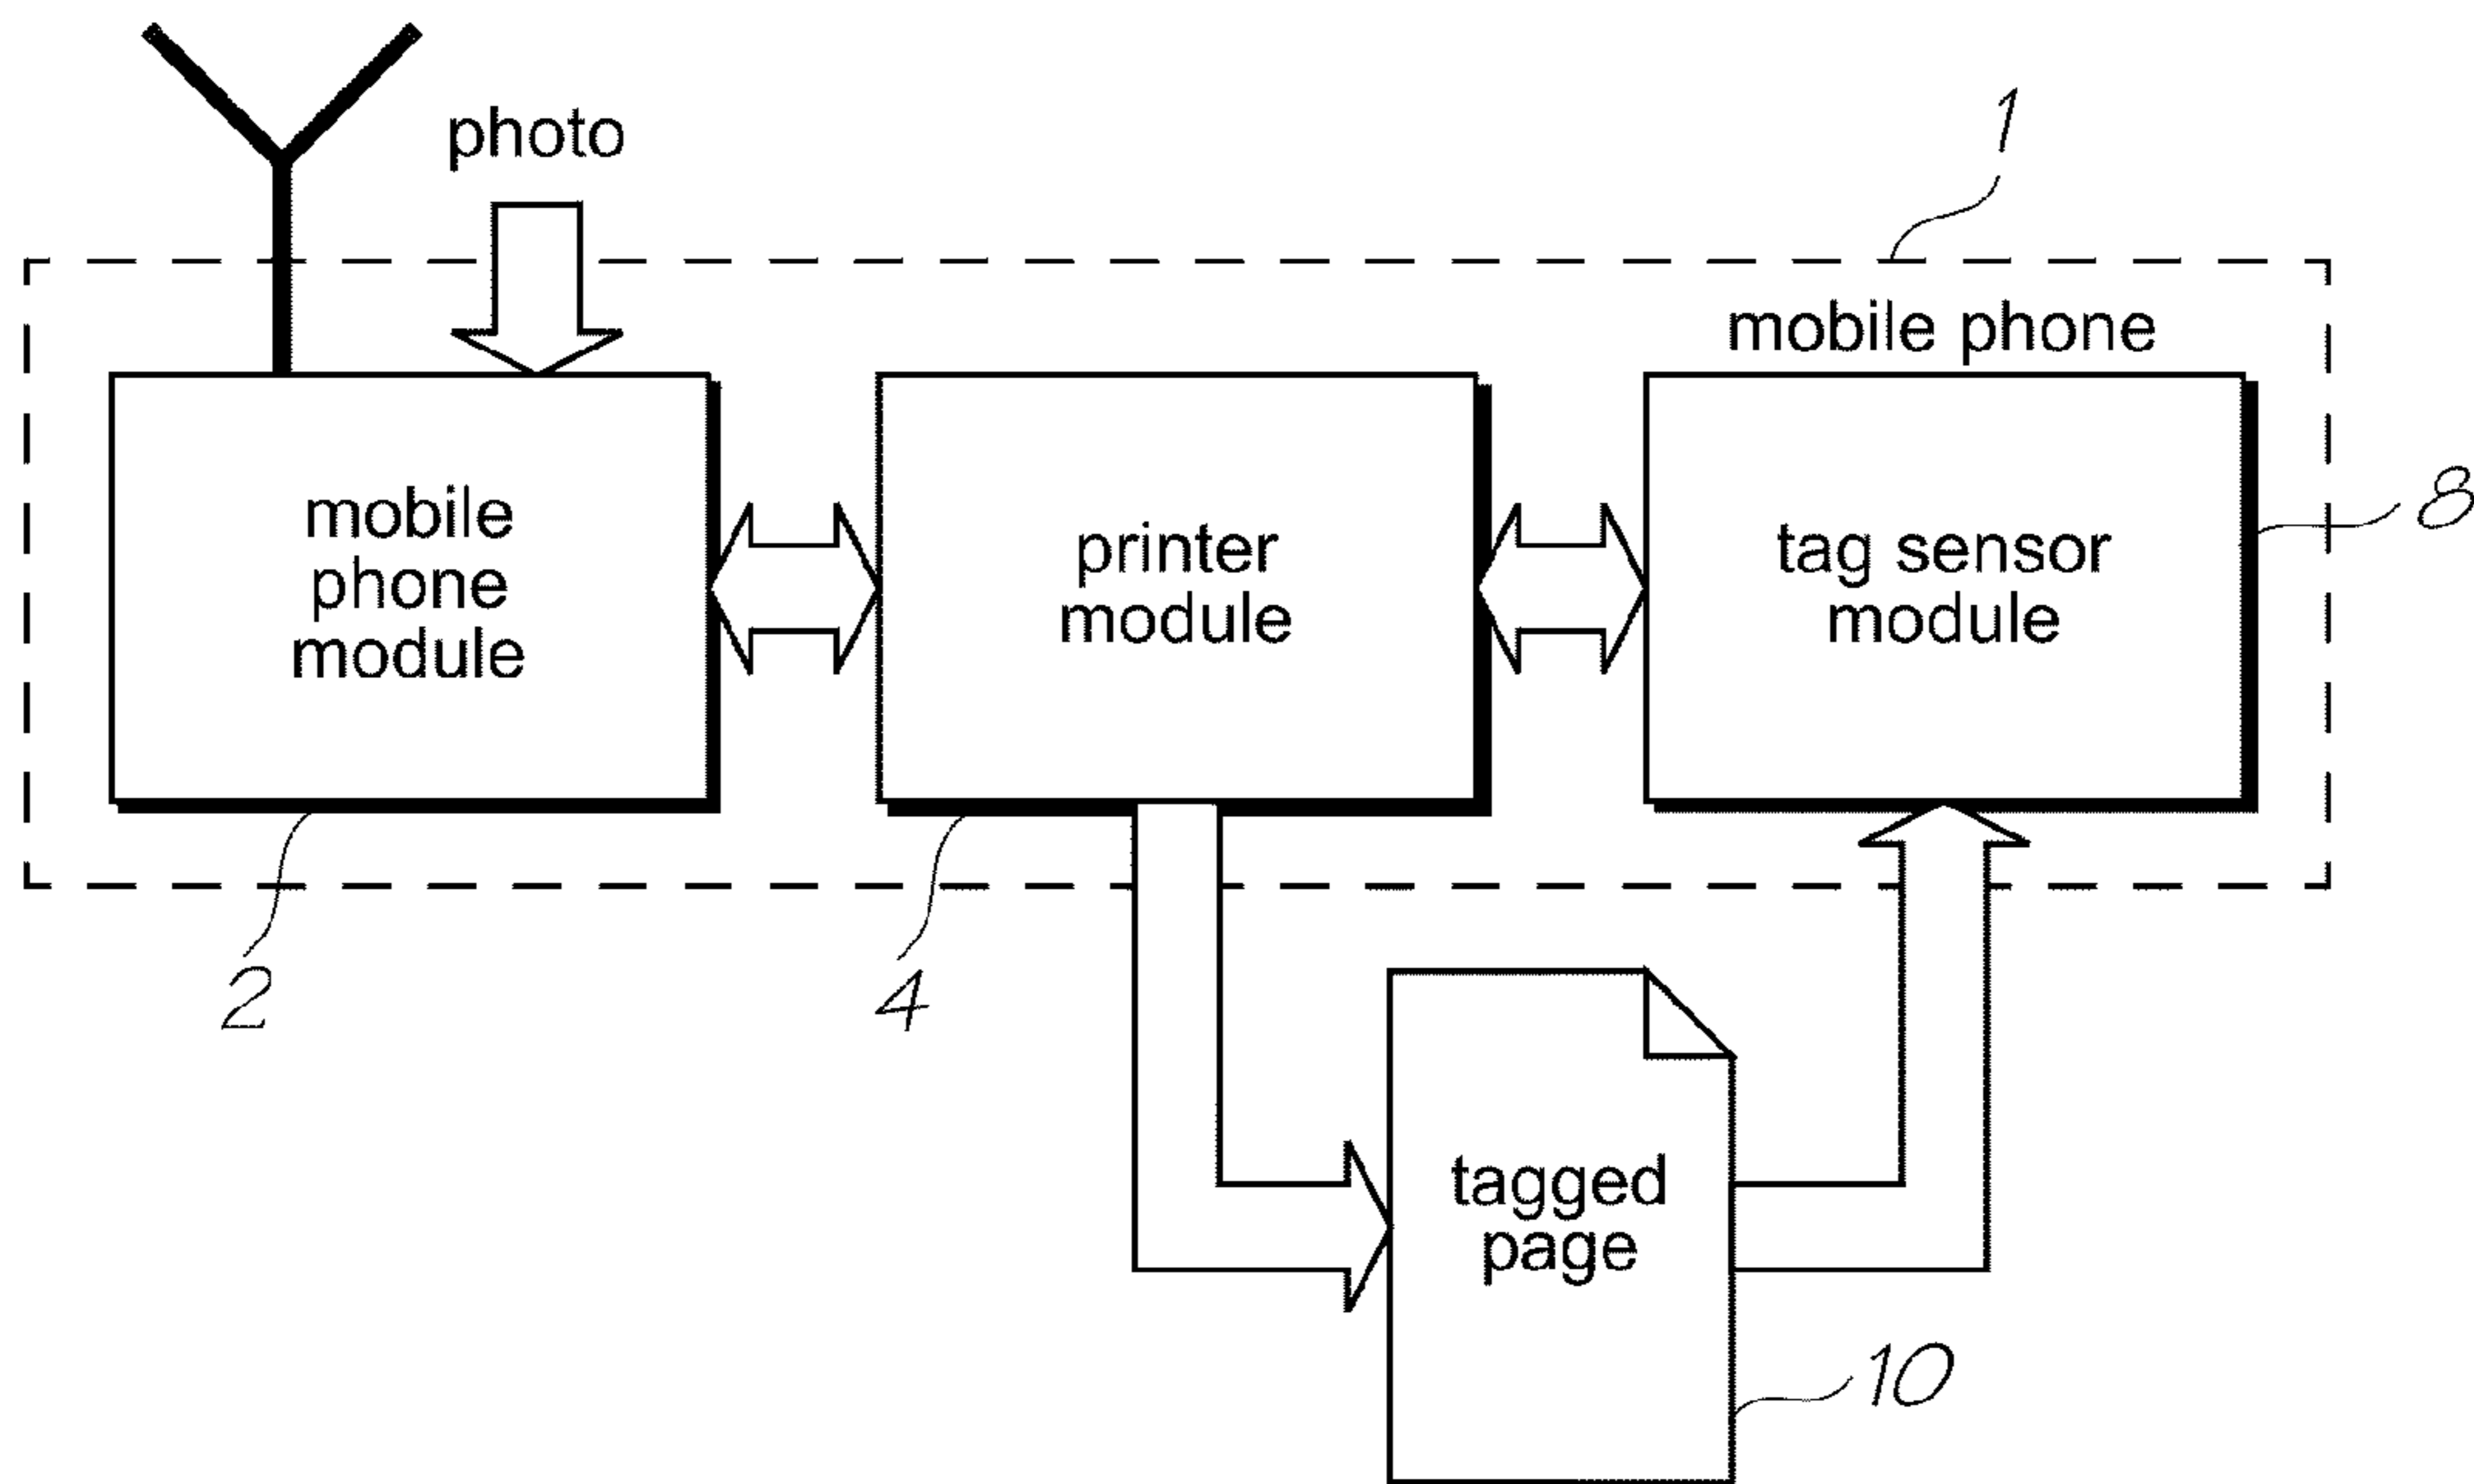 photo
1
mobile phone
mobile
phone
module
printer
module
tag sensor
module
8
2
4
tagged
page
10